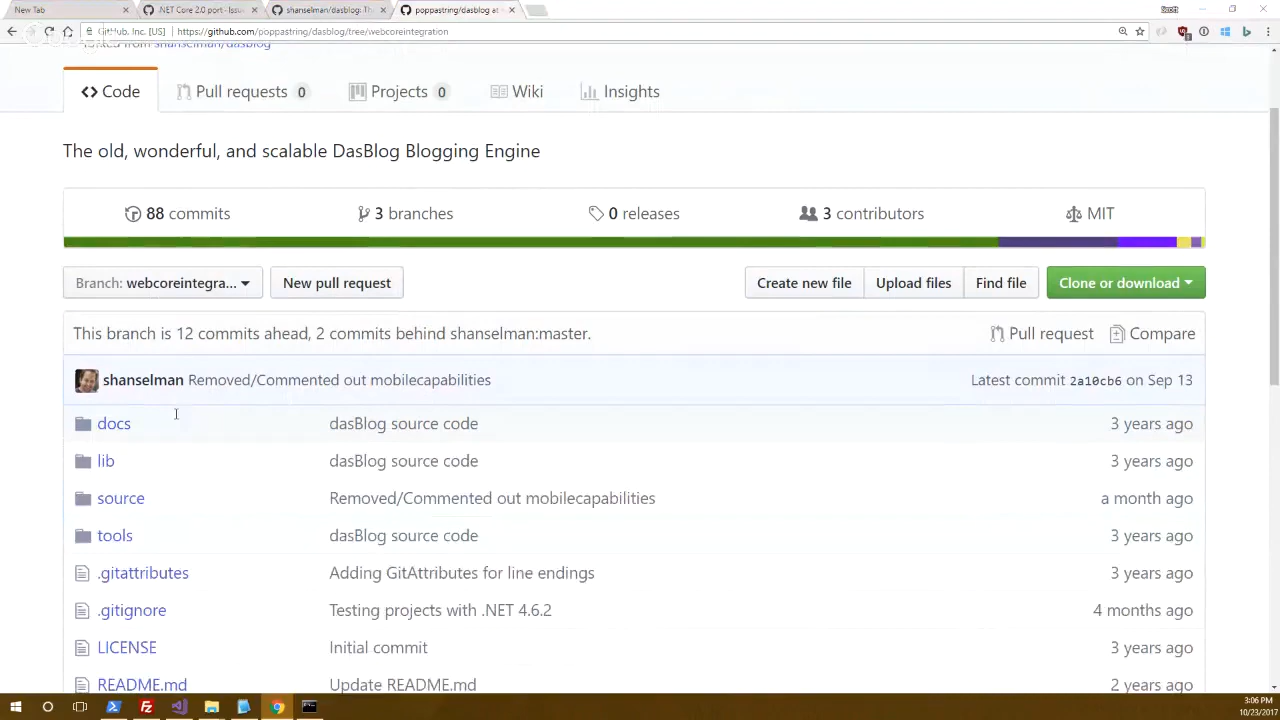 New Tab
.NET Core 2.0 port · Issue
shanselman/dasblog: Th
poppastring/dasblog at
Scott
GitHub, Inc. [US] https://github.com/poppastring/dasblog/tree/webcoreintegration
forked from shanselman/dasblog
Code Pull requests 0 Projects 0 Wiki Insights
The old, wonderful, and scalable DasBlog Blogging Engine
88 commits 3 branches 0 releases 3 contributors MIT
Branch: webcoreintegra... New pull request Create new file Upload files Find file Clone or download
This branch is 12 commits ahead, 2 commits behind shanselman:master. Pull request Compare
shanselman Removed/Commented out mobilecapabilities Latest commit 2a10cb6 on Sep 13
docs dasBlog source code 3 years ago
lib dasBlog source code 3 years ago
source Removed/Commented out mobilecapabilities a month ago
tools dasBlog source code 3 years ago
.gitattributes Adding GitAttributes for line endings 3 years ago
.gitignore Testing projects with .NET 4.6.2 4 months ago
LICENSE Initial commit 3 years ago
README.md Update README.md 2 years ago
3:06 PM
10/23/2017